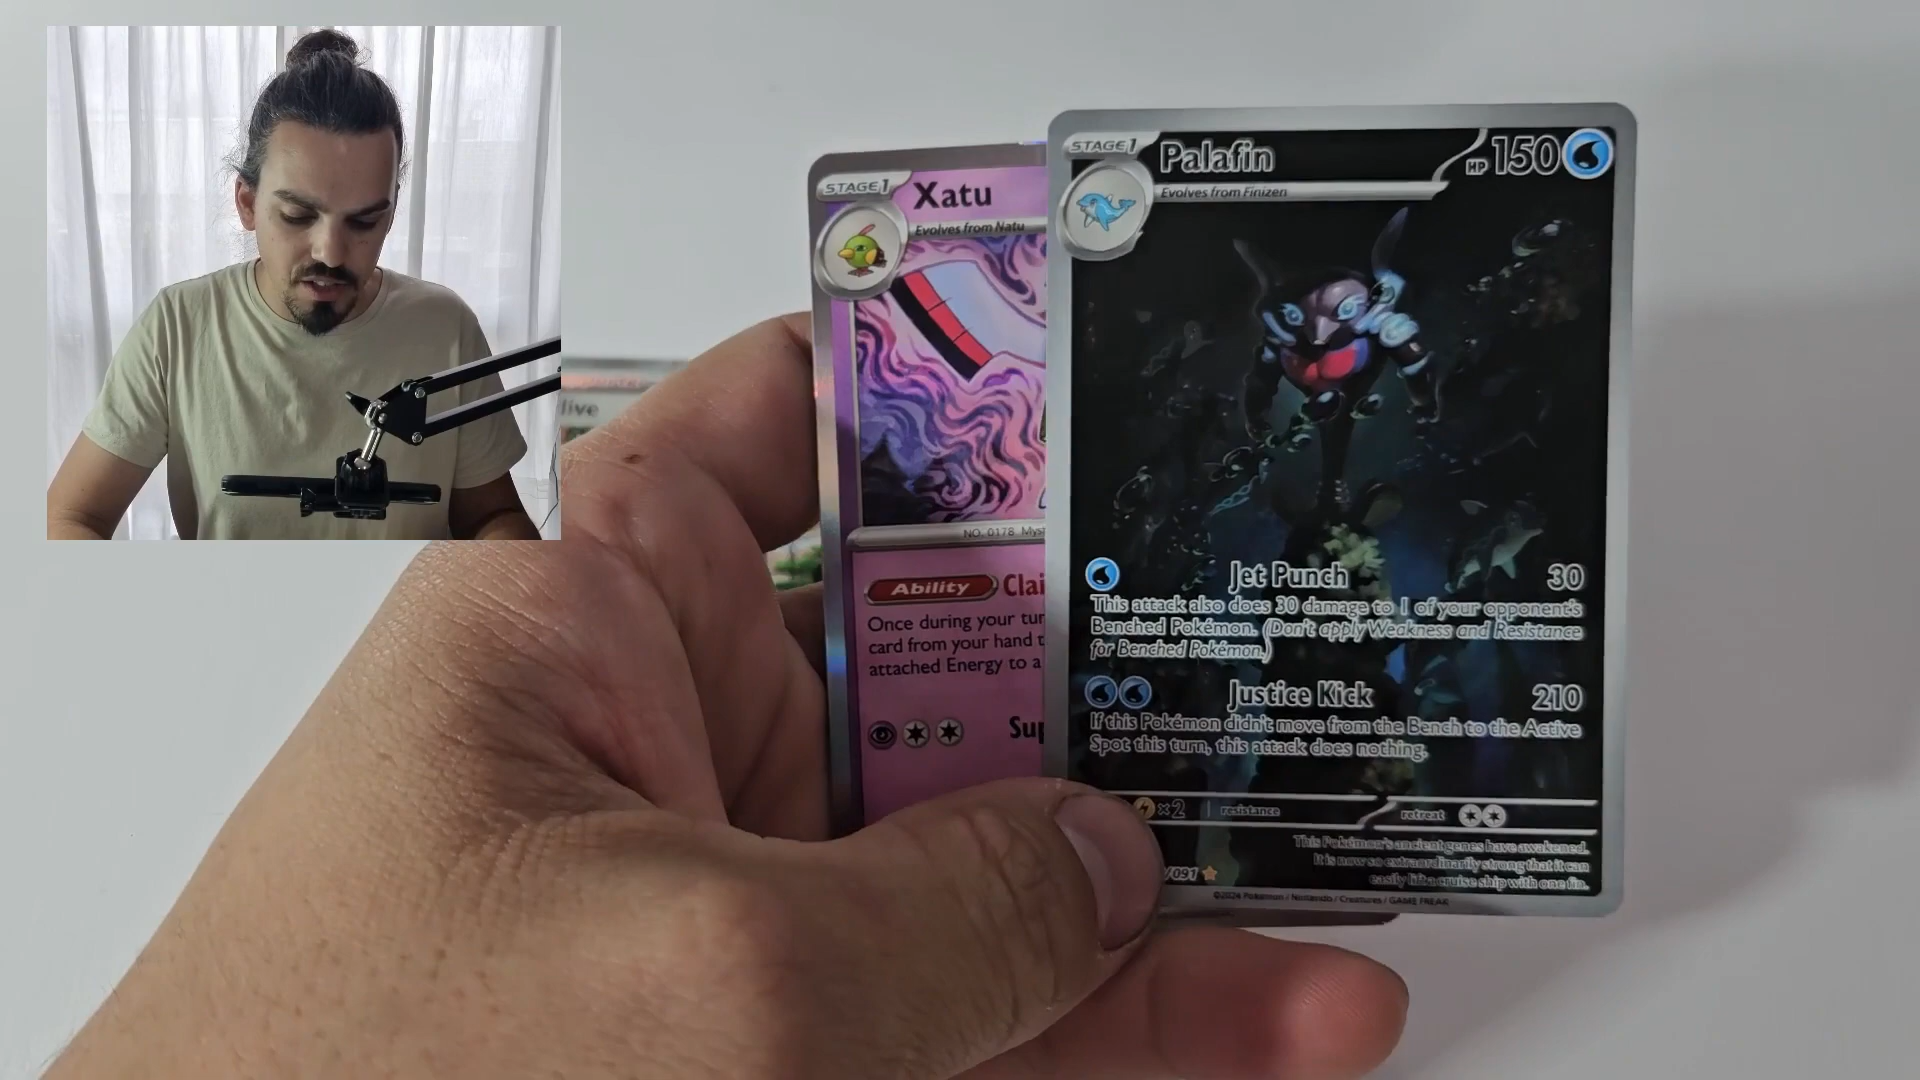 live
STAGE 1
Xatu
Evolves from Natu
NO. 0178
Ability
Once during your
card from your hand
attached Energy to a
STAGE 1
Palafin
HP 150
Evolves from Finizen
Jet Punch 30
This attack also does 30 damage to 1 of your opponent's
Benched Pokémon. (Don't apply Weakness and Resistance
for Benched Pokémon.)
Justice Kick 210
If this Pokémon didn't move from the Bench to the Active
Spot this turn, this attack does nothing.
×2 resistance retreat
This Pokémon's ancient genes have awakened.
It is now so extraordinarily strong that it can
easily lift a cruise ship with one fin.
/091
©2024 Pokémon / Nintendo / Creatures / GAME FREAK